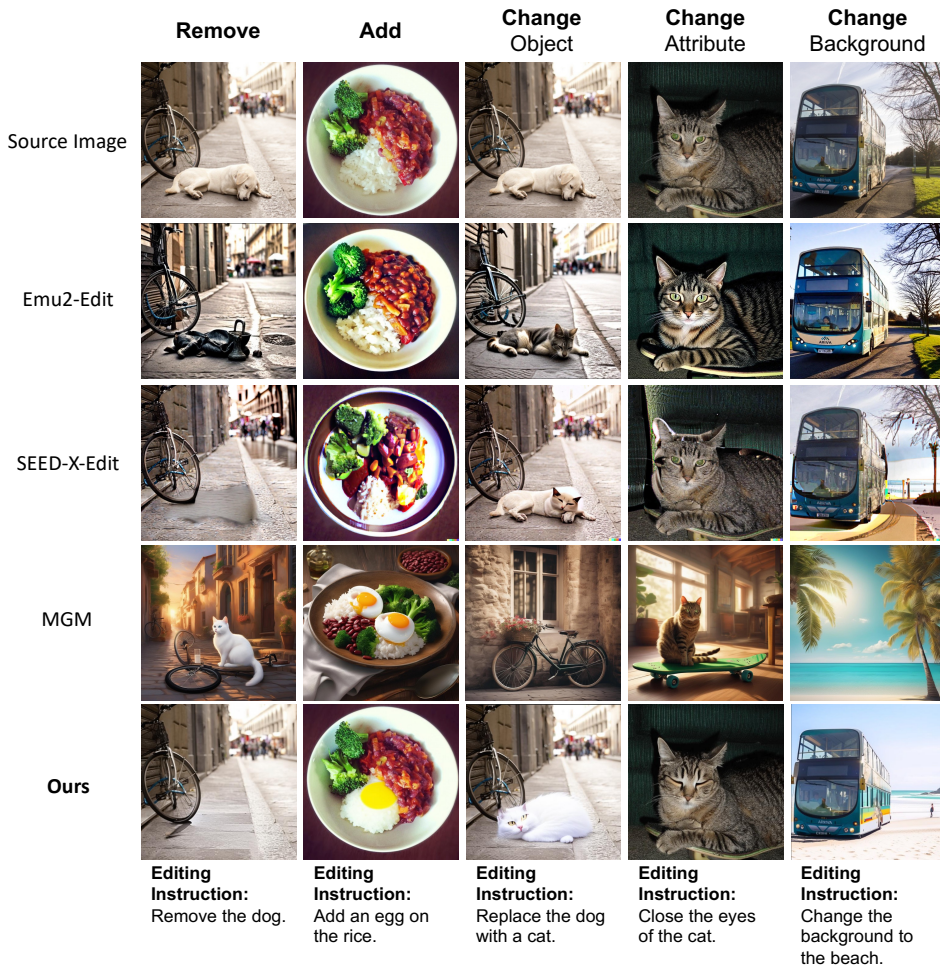 Remove
Add
Change
Object
Change
Attribute
Change
Background
Source Image
Emu2-Edit
SEED-X-Edit
MGM
Ours
Editing
Instruction:
Remove the dog.
Editing
Instruction:
Add an egg on
the rice.
Editing
Instruction:
Replace the dog
with a cat.
Editing
Instruction:
Close the eyes
of the cat.
Editing
Instruction:
Change the
background to
the beach.